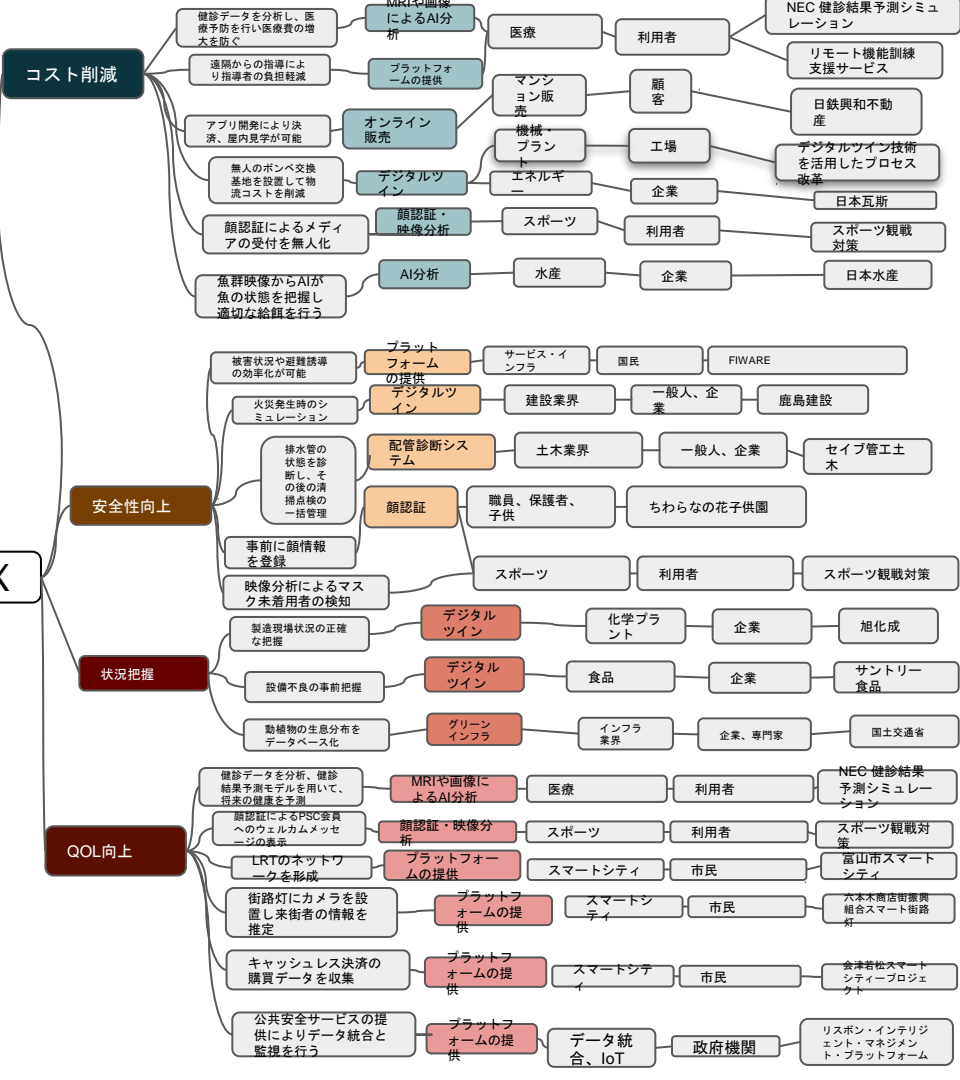 コスト削減
健診データを分析し、医
療予防を行い医療費の増
大を防ぐ
MRIや画像
によるAI分
析
医療
利用者
NEC 健診結果予測シミュ
レーション
リモート機能訓練
支援サービス
遠隔からの指導によ
り指導者の負担軽減
プラットフォ
ームの提供
アプリ開発により決
済、屋内見学が可能
オンライン
販売
マンシ
ョン販
売
顧
客
日鉄興和不動
産
無人のボンベ交換
基地を設置して物
流コストを削減
デジタルツ
イン
機械・
プラン
ト
工場
デジタルツイン技術
を活用したプロセス
改革
エネルギ
ー
企業
日本瓦斯
顔認証によるメディ
アの受付を無人化
顔認証・
映像分析
スポーツ
利用者
スポーツ観戦
対策
魚群映像からAIが
魚の状態を把握し
適切な給餌を行う
AI分析
水産
企業
日本水産
X
安全性向上
被害状況や避難誘導
の効率化が可能
プラット
フォーム
の提供
サービス・イ
ンフラ
国民
FIWARE
火災発生時のシ
ミュレーション
デジタルツ
イン
建設業界
一般人、企
業
鹿島建設
排水管の
状態を診
断し、そ
の後の清
掃点検の
一括管理
配管診断シス
テム
土木業界
一般人、企業
セイブ管工土
木
事前に顔情報
を登録
顔認証
職員、保護者、
子供
ちわらなの花子供園
映像分析によるマス
ク未着用者の検知
スポーツ
利用者
スポーツ観戦対策
状況把握
製造現場状況の正確
な把握
デジタル
ツイン
化学プラ
ント
企業
旭化成
設備不良の事前把握
デジタル
ツイン
食品
企業
サントリー
食品
動植物の生息分布を
データベース化
グリーン
インフラ
インフラ
業界
企業、専門家
国土交通省
QOL向上
健診データを分析、健診
結果予測モデルを用いて、
将来の健康を予測
MRIや画像に
よるAI分析
医療
利用者
NEC 健診結果
予測シミュレー
ション
顔認証によるPSC会員
へのウェルカムメッセ
ージの表示
顔認証・映像分
析
スポーツ
利用者
スポーツ観戦対
策
LRTのネットワ
ークを形成
プラットフォー
ムの提供
スマートシティ
市民
富山市スマート
シティ
街路灯にカメラを設
置し来街者の情報を
推定
プラットフ
ォームの提
供
スマートシ
ティ
市民
六本木商店街振興
組合スマート街路
灯
キャッシュレス決済の
購買データを収集
プラットフ
ォームの提
供
スマートシテ
ィ
市民
会津若松スマート
シティープロジェ
クト
公共安全サービスの提
供によりデータ統合と
監視を行う
プラットフ
ォームの提
供
データ統
合、IoT
政府機関
リスボン・インテリジ
ェント・マネジメン
ト・プラットフォーム